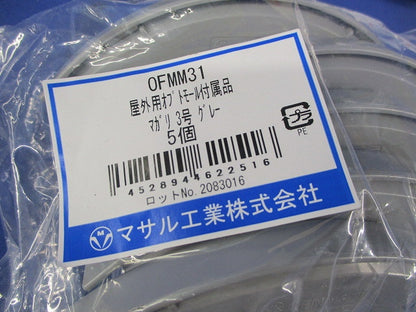 OFMM31
屋外用オプトモール付属品
マガリ 3号 グレー
5個
プラ
PE
4528944622516
ロットNo.2083016
マサル工業株式会社